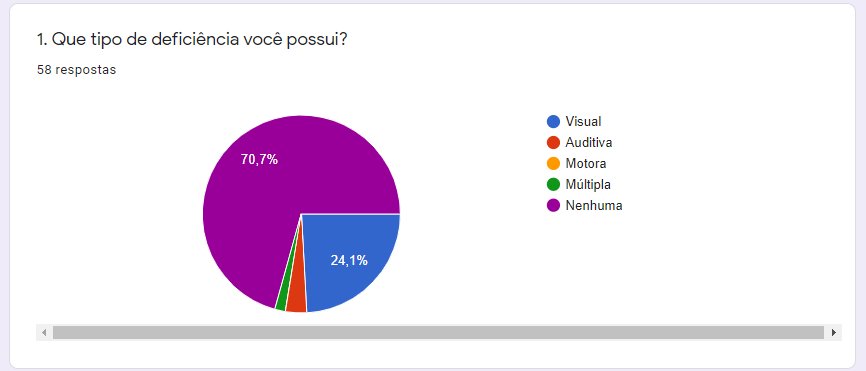 1. Que tipo de deficiência você possui?
58 respostas
70,7%
24,1%
Visual
Auditiva
Motora
Múltipla
Nenhuma